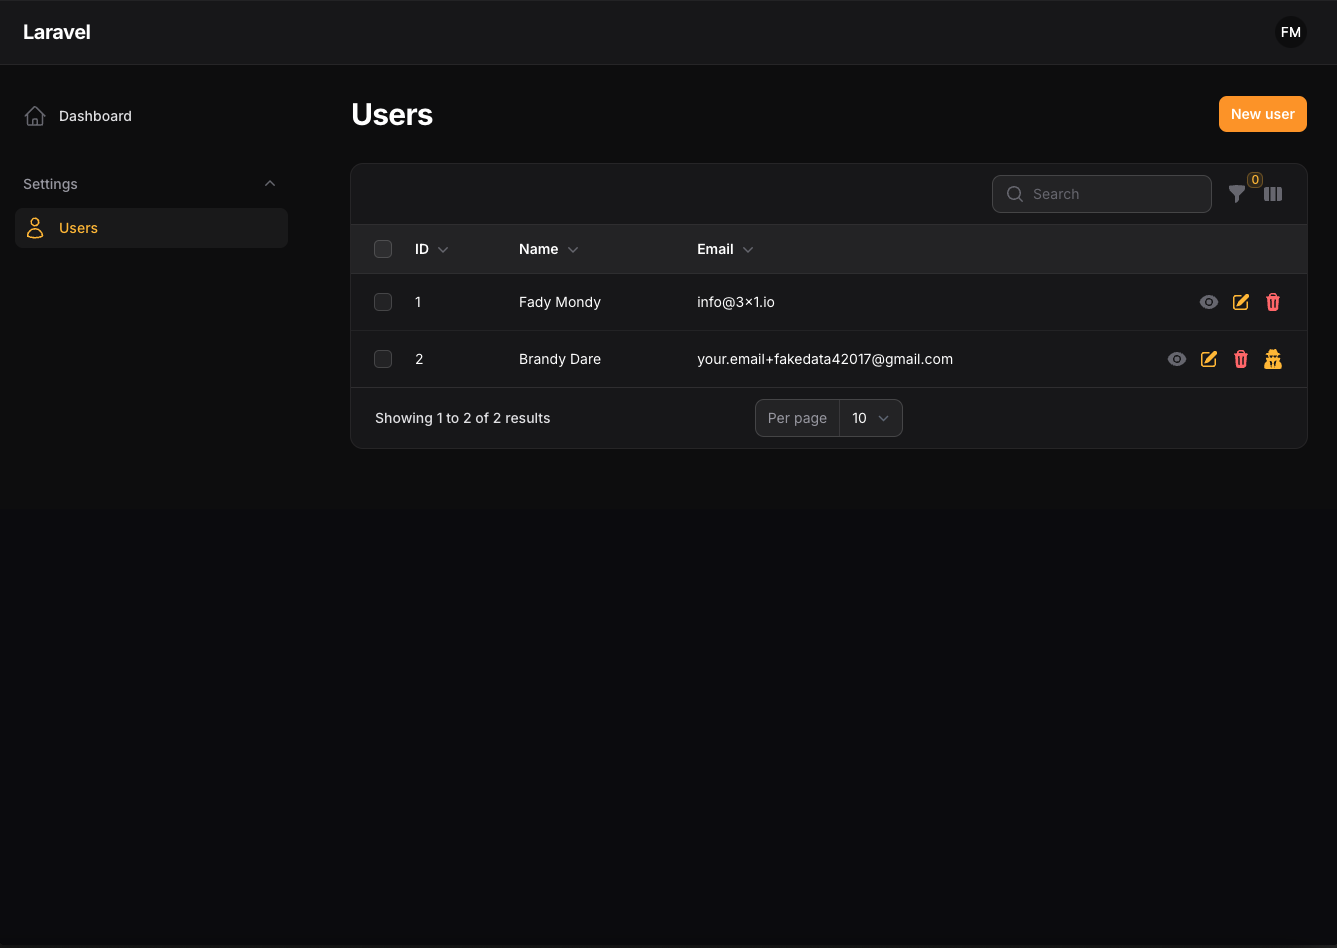 Laravel
FM
Dashboard
Settings
Users
Users
New user
Search
0
ID Name Email
1 Fady Mondy info@3x1.io
2 Brandy Dare your.email+fakedata42017@gmail.com
Showing 1 to 2 of 2 results
Per page 10